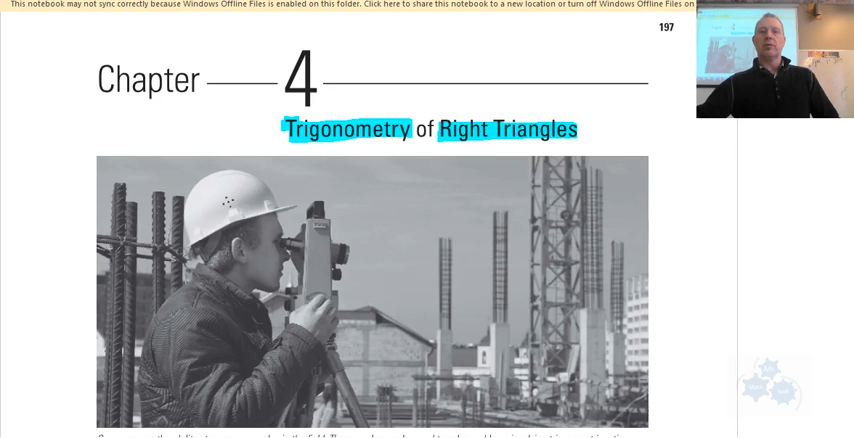 This notebook may not sync correctly because Windows Offline Files is enabled on this folder. Click here to share this notebook to a new location or turn off Windows Offline Files on
197
Chapter 4
Trigonometry of Right Triangles